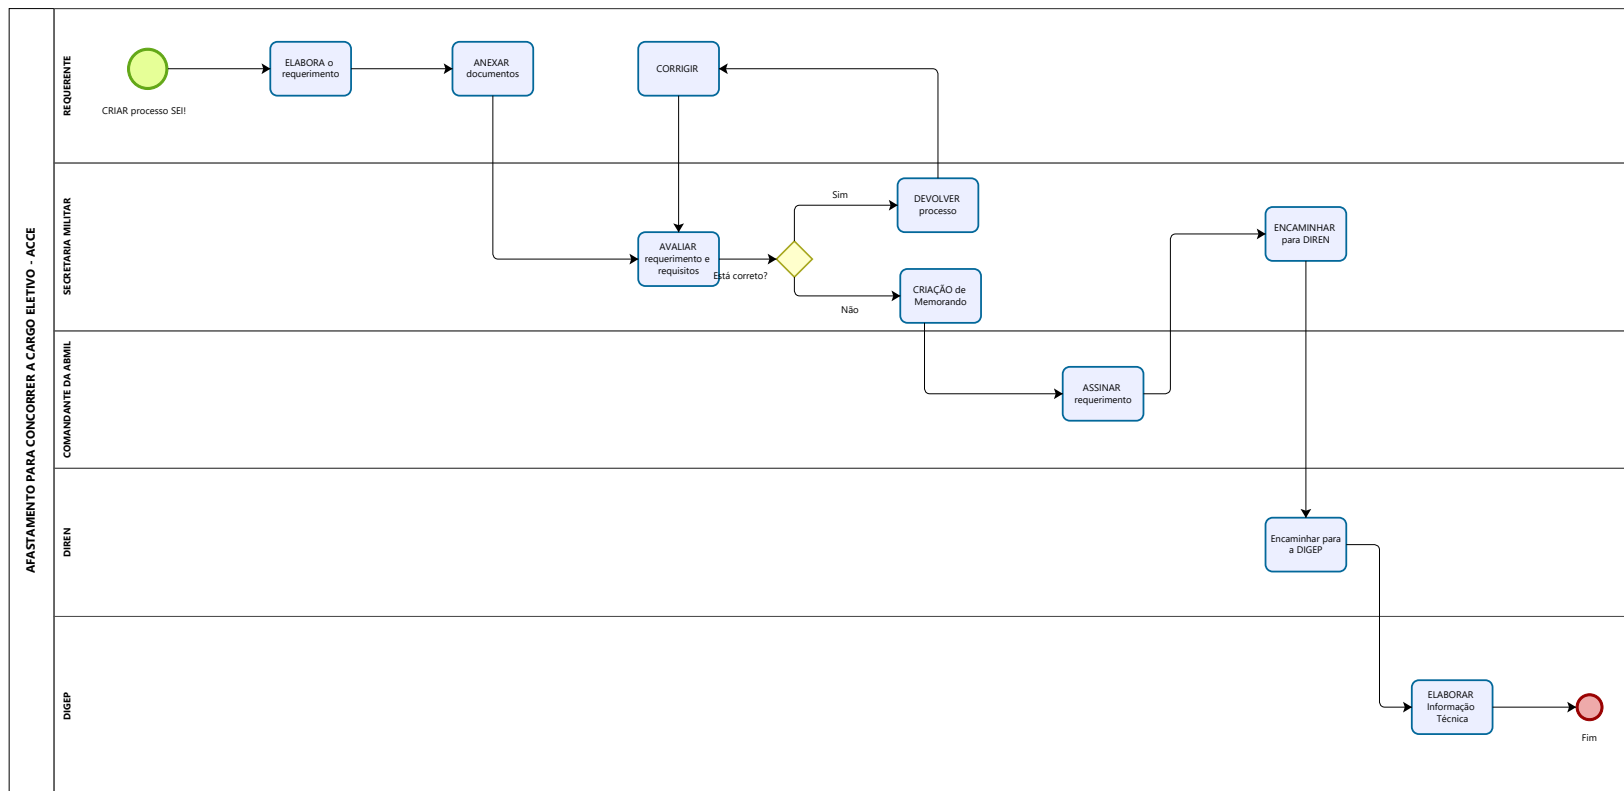 AFASTAMENTO PARA CONCORRER A CARGO ELETIVO - ACCE
REQUERENTE
CRIAR processo SEI!
ELABORA o
requerimento
ANEXAR
documentos
CORRIGIR
SECRETARIA MILITAR
AVALIAR
requerimento e
requisitos
Está correto?
Sim
DEVOLVER
processo
Não
CRIAÇÃO de
Memorando
ENCAMINHAR
para DIREN
COMANDANTE DA ABMIL
ASSINAR
requerimento
DIREN
Encaminhar para
a DIGEP
DIGEP
ELABORAR
Informação
Técnica
Fim